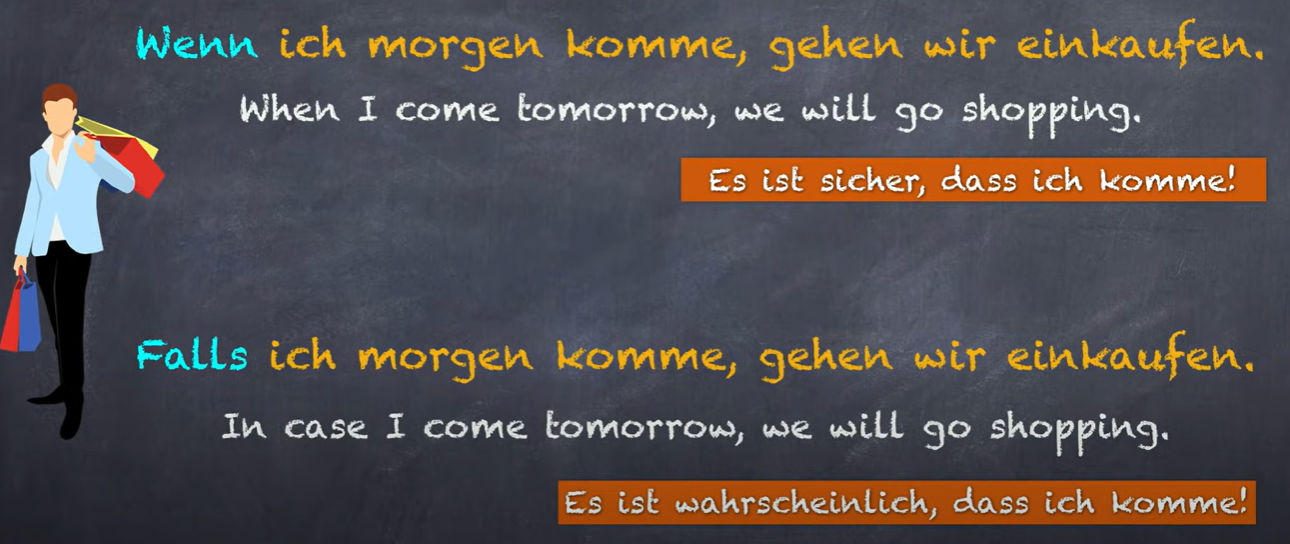 Wenn ich morgen komme, gehen wir einkaufen.
When I come tomorrow, we will go shopping.
Es ist sicher, dass ich komme!
Falls ich morgen komme, gehen wir einkaufen.
In case I come tomorrow, we will go shopping.
Es ist wahrscheinlich, dass ich komme!